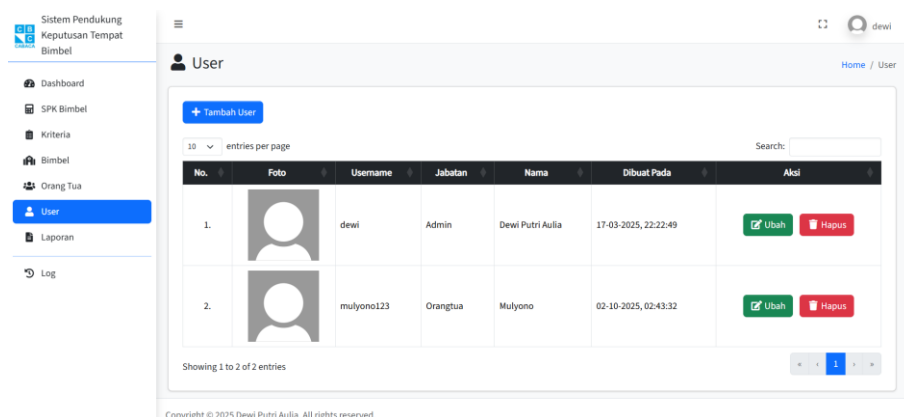 CB
NC
CABACA
Sistem Pendukung
Keputusan Tempat
Bimbel
dewi
Dashboard
SPK Bimbel
Kriteria
Bimbel
Orang Tua
User
Laporan
Log
User
Home / User
+ Tambah User
10 entries per page
Search:
No. Foto Username Jabatan Nama Dibuat Pada Aksi
1. dewi Admin Dewi Putri Aulia 17-03-2025, 22:22:49 Ubah Hapus
2. mulyono123 Orangtua Mulyono 02-10-2025, 02:43:32 Ubah Hapus
Showing 1 to 2 of 2 entries
« ‹ 1 › »
Copyright © 2025 Dewi Putri Aulia. All rights reserved.